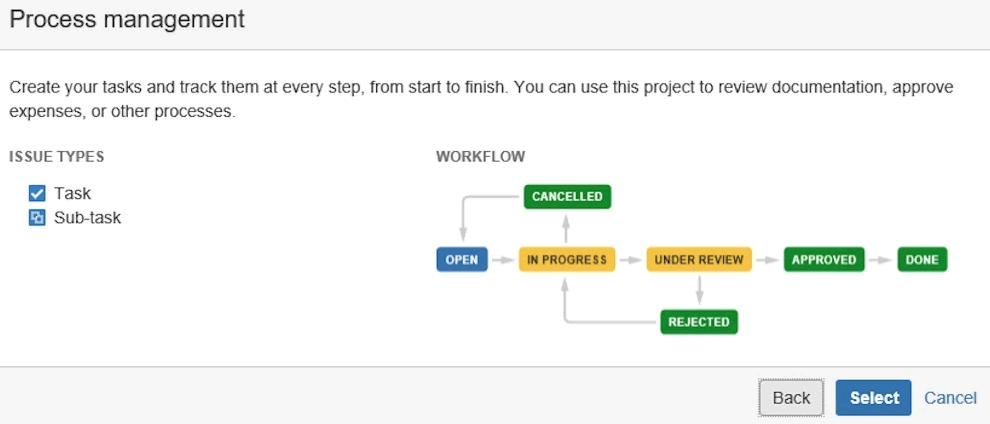 Process management
Create your tasks and track them at every step, from start to finish. You can use this project to review documentation, approve
expenses, or other processes.
ISSUE TYPES
Task
Sub-task
WORKFLOW
CANCELLED
OPEN
IN PROGRESS
UNDER REVIEW
APPROVED
DONE
REJECTED
Back
Select
Cancel